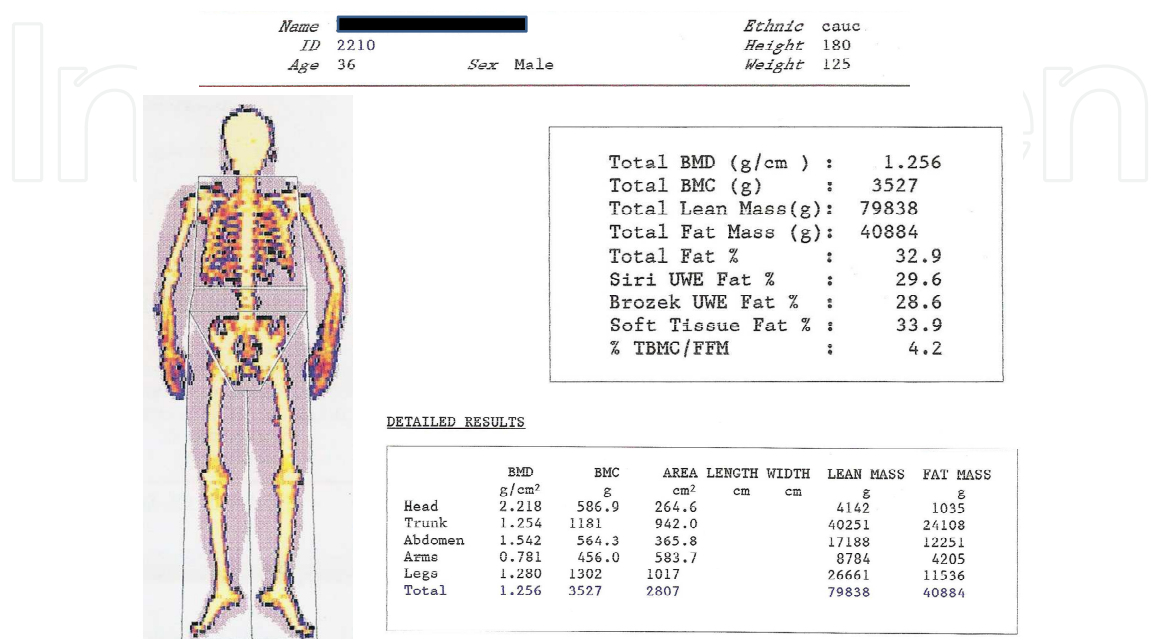 Name Ethnic cauc
ID 2210 Height 180
Age 36 Sex Male Weight 125
Total BMD (g/cm ) : 1.256
Total BMC (g) : 3527
Total Lean Mass(g): 79838
Total Fat Mass (g): 40884
Total Fat % : 32.9
Siri UWE Fat % : 29.6
Brozek UWE Fat % : 28.6
Soft Tissue Fat % : 33.9
% TBMC/FFM : 4.2
DETAILED RESULTS
BMD BMC AREA LENGTH WIDTH LEAN MASS FAT MASS
g/cm² g cm² cm cm g g
Head 2.218 586.9 264.6 4142 1035
Trunk 1.254 1181 942.0 40251 24108
Abdomen 1.542 564.3 365.8 17188 12251
Arms 0.781 456.0 583.7 8784 4205
Legs 1.280 1302 1017 26661 11536
Total 1.256 3527 2807 79838 40884